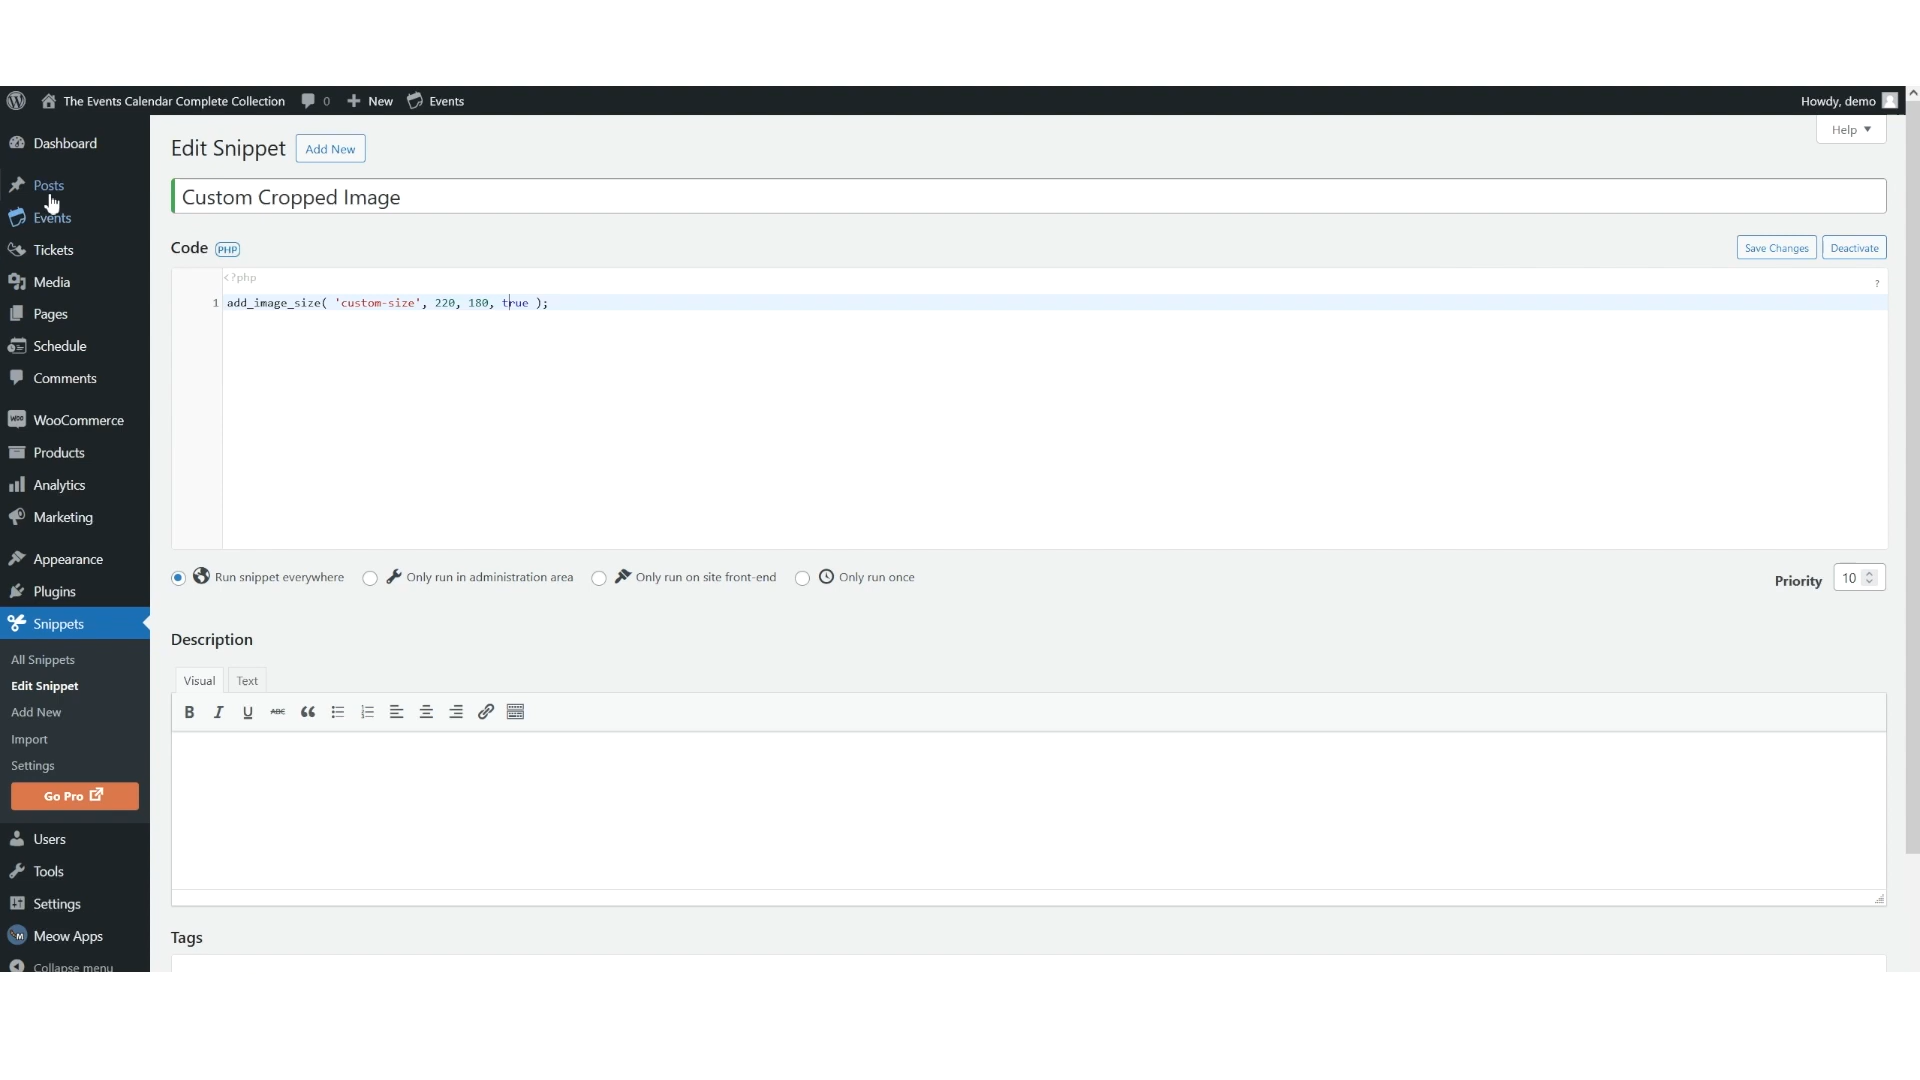 The Events Calendar Complete Collection
0
New
Events
Howdy, demo
Help
Dashboard
Posts
Events
Tickets
Media
Pages
Schedule
Comments
WooCommerce
Products
Analytics
Marketing
Appearance
Plugins
Snippets
All Snippets
Edit Snippet
Add New
Import
Settings
Go Pro
Users
Tools
Settings
Meow Apps
Collapse menu
Edit Snippet
Add New
Custom Cropped Image
Code PHP
Save Changes
Deactivate
<?php
?
1 add_image_size( 'custom-size', 220, 180, true );
Run snippet everywhere
Only run in administration area
Only run on site front-end
Only run once
Priority 10
Description
Visual
Text
B I U ABC
Tags